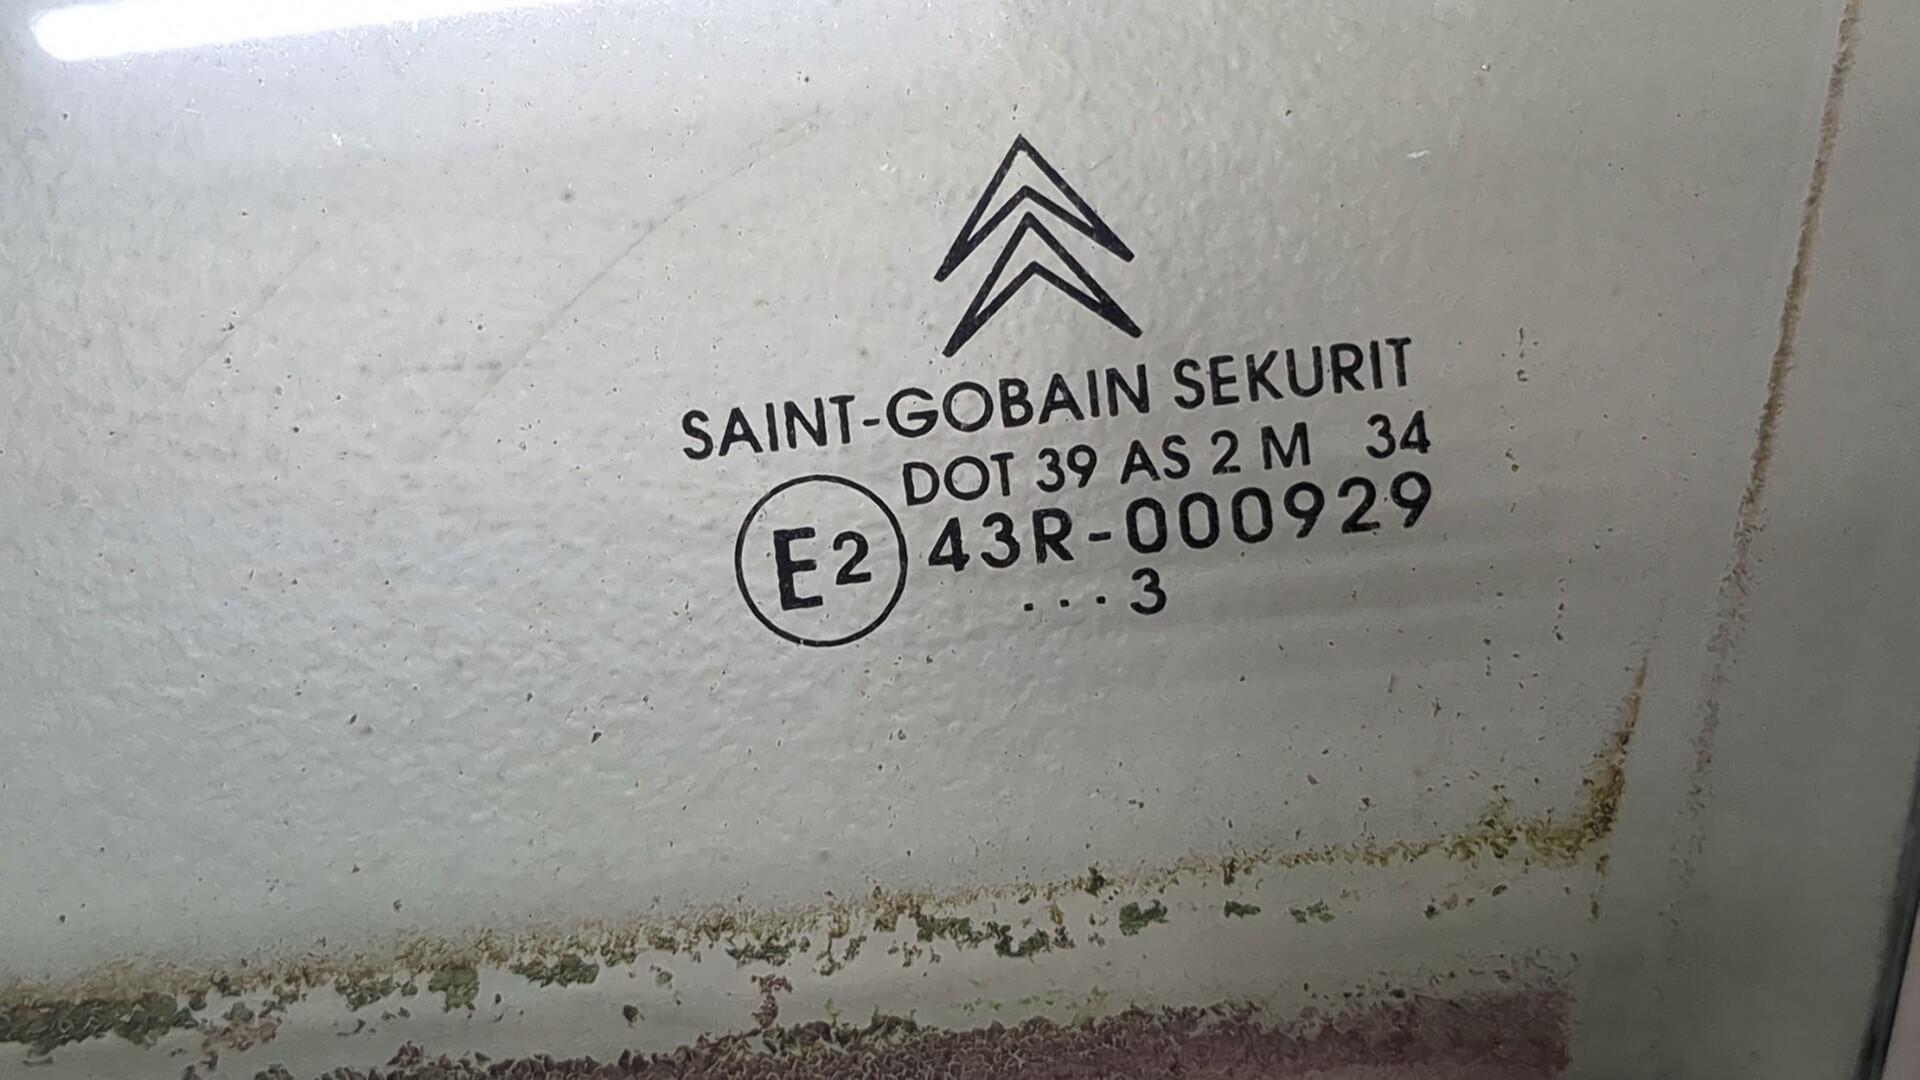 SAINT-GOBAIN SEKURIT
DOT 39 AS 2 M 34
E2 43R-000929
...3